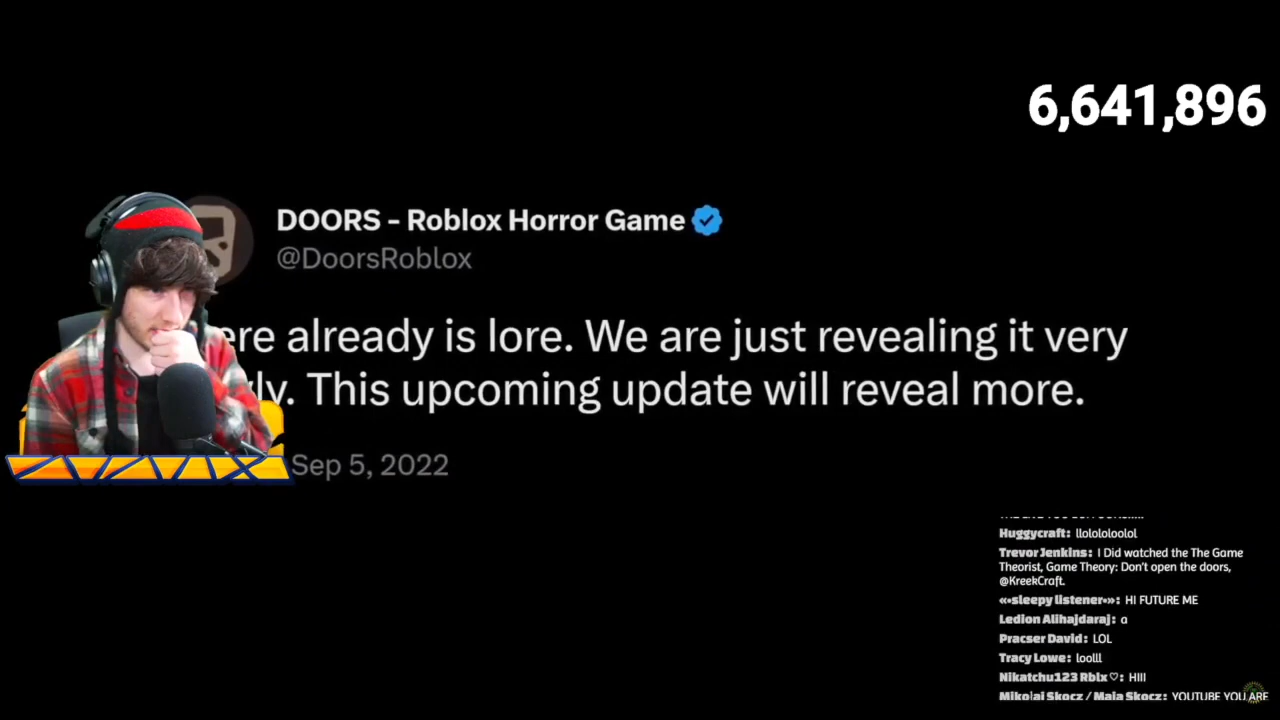 6,641,896
DOORS - Roblox Horror Game
@DoorsRoblox
ere already is lore. We are just revealing it very
ly. This upcoming update will reveal more.
Sep 5, 2022
Huggycraft: llolololoolol
Trevor Jenkins: I Did watched the The Game
Theorist, Game Theory: Don't open the doors,
@KreekCraft.
«•sleepy listener•»: HI FUTURE ME
Ledion Alihajdaraj: a
Pracser David: LOL
Tracy Lowe: loolll
Nikatchu123 Rblx ♡: HIII
Mikolaj Skocz / Maja Skocz: YOUTUBE YOU ARE